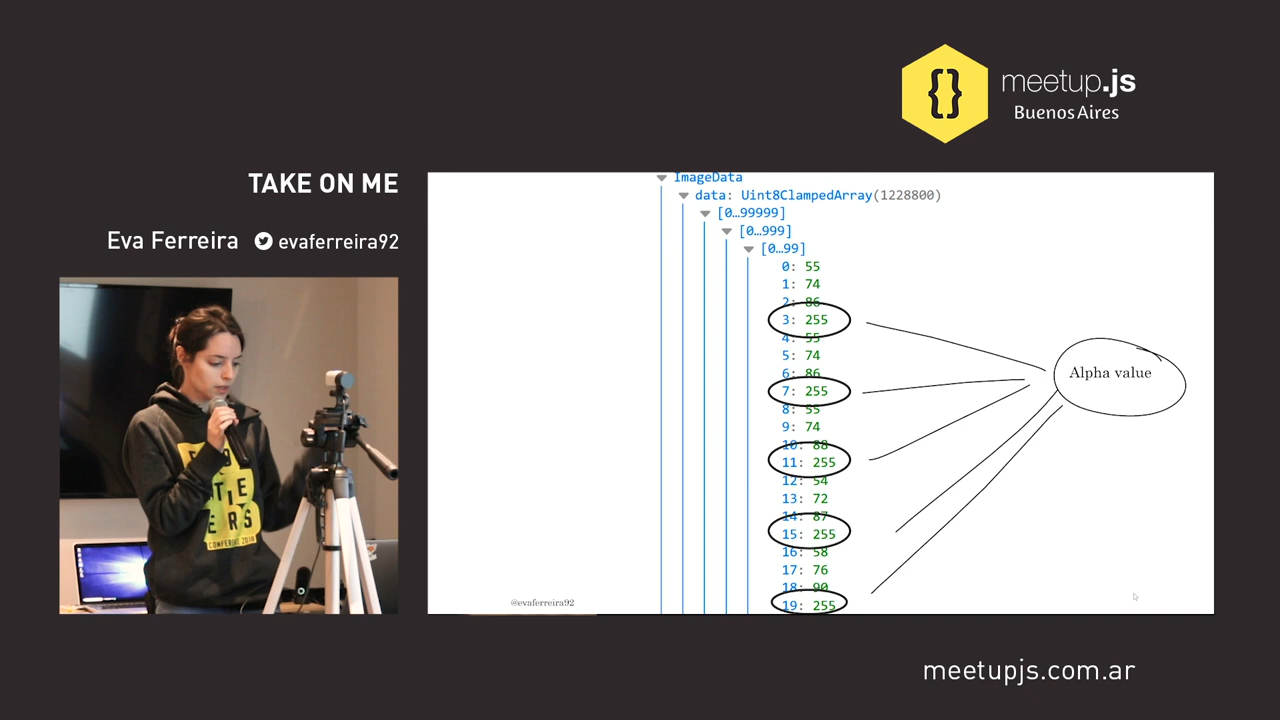 {}
meetup.js
Buenos Aires
TAKE ON ME
Eva Ferreira evaferreira92
ImageData
data: Uint8ClampedArray(1228800)
[0…99999]
[0…999]
[0…99]
0: 55
1: 74
2: 86
3: 255
4: 55
5: 74
6: 86
7: 255
8: 55
9: 74
10: 88
11: 255
12: 54
13: 72
14: 87
15: 255
16: 58
17: 76
18: 90
19: 255
Alpha value
@evaferreira92
CONFERENCE 2018
meetupjs.com.ar